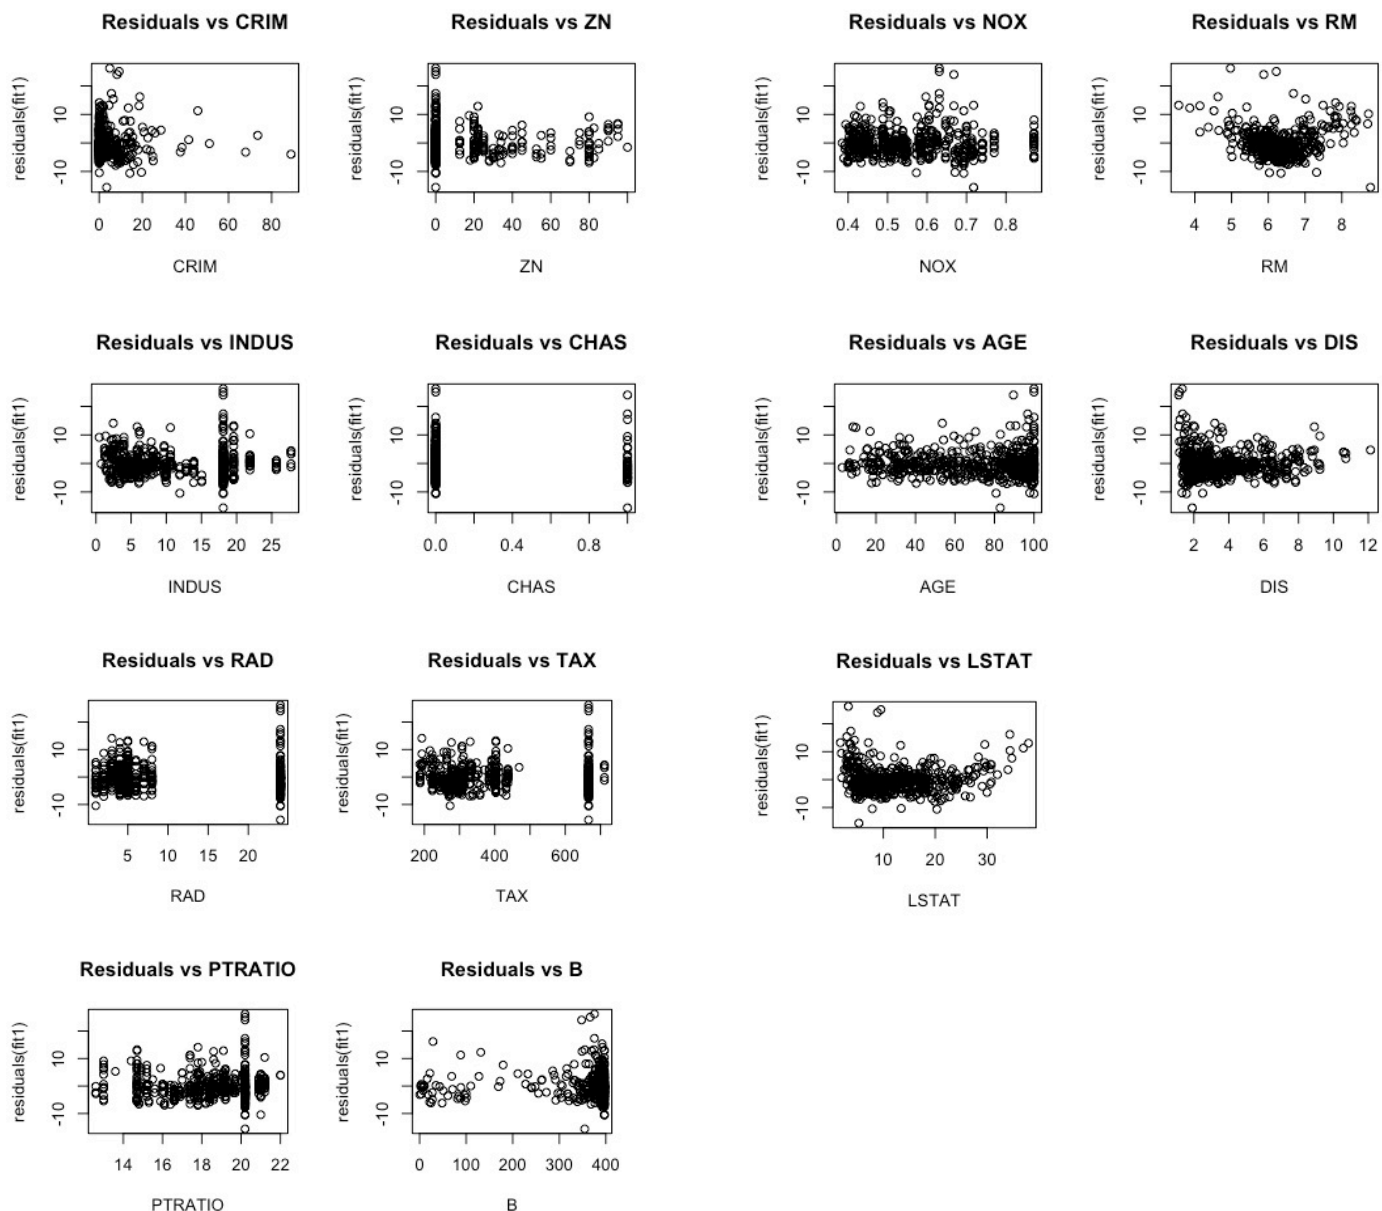 Residuals vs CRIM
residuals(fit1)
-10 10
0 20 40 60 80
CRIM
Residuals vs ZN
residuals(fit1)
-10 10
0 20 40 60 80
ZN
Residuals vs NOX
residuals(fit1)
-10 10
0.4 0.5 0.6 0.7 0.8
NOX
Residuals vs RM
residuals(fit1)
-10 10
4 5 6 7 8
RM
Residuals vs INDUS
residuals(fit1)
-10 10
0 5 10 15 20 25
INDUS
Residuals vs CHAS
residuals(fit1)
-10 10
0.0 0.4 0.8
CHAS
Residuals vs AGE
residuals(fit1)
-10 10
0 20 40 60 80 100
AGE
Residuals vs DIS
residuals(fit1)
-10 10
2 4 6 8 10 12
DIS
Residuals vs RAD
residuals(fit1)
-10 10
5 10 15 20
RAD
Residuals vs TAX
residuals(fit1)
-10 10
200 400 600
TAX
Residuals vs LSTAT
residuals(fit1)
-10 10
10 20 30
LSTAT
Residuals vs PTRATIO
residuals(fit1)
-10 10
14 16 18 20 22
PTRATIO
Residuals vs B
residuals(fit1)
-10 10
0 100 200 300 400
B